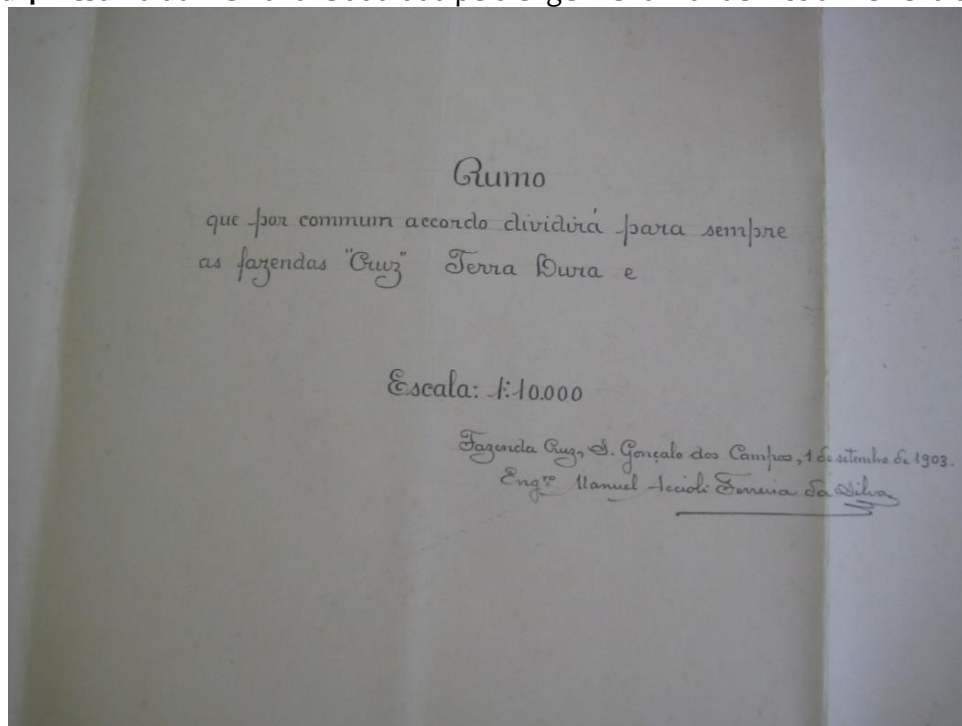 Rumo
que por commum accordo dividirá para sempre
as fazendas "Cruz" Terra Dura e
Escala: 1:10.000
Fazenda Cruz, S. Gonçalo dos Campos, 1 de setembro de 1903.
Engro. Manuel Accioli Ferreira da Silva